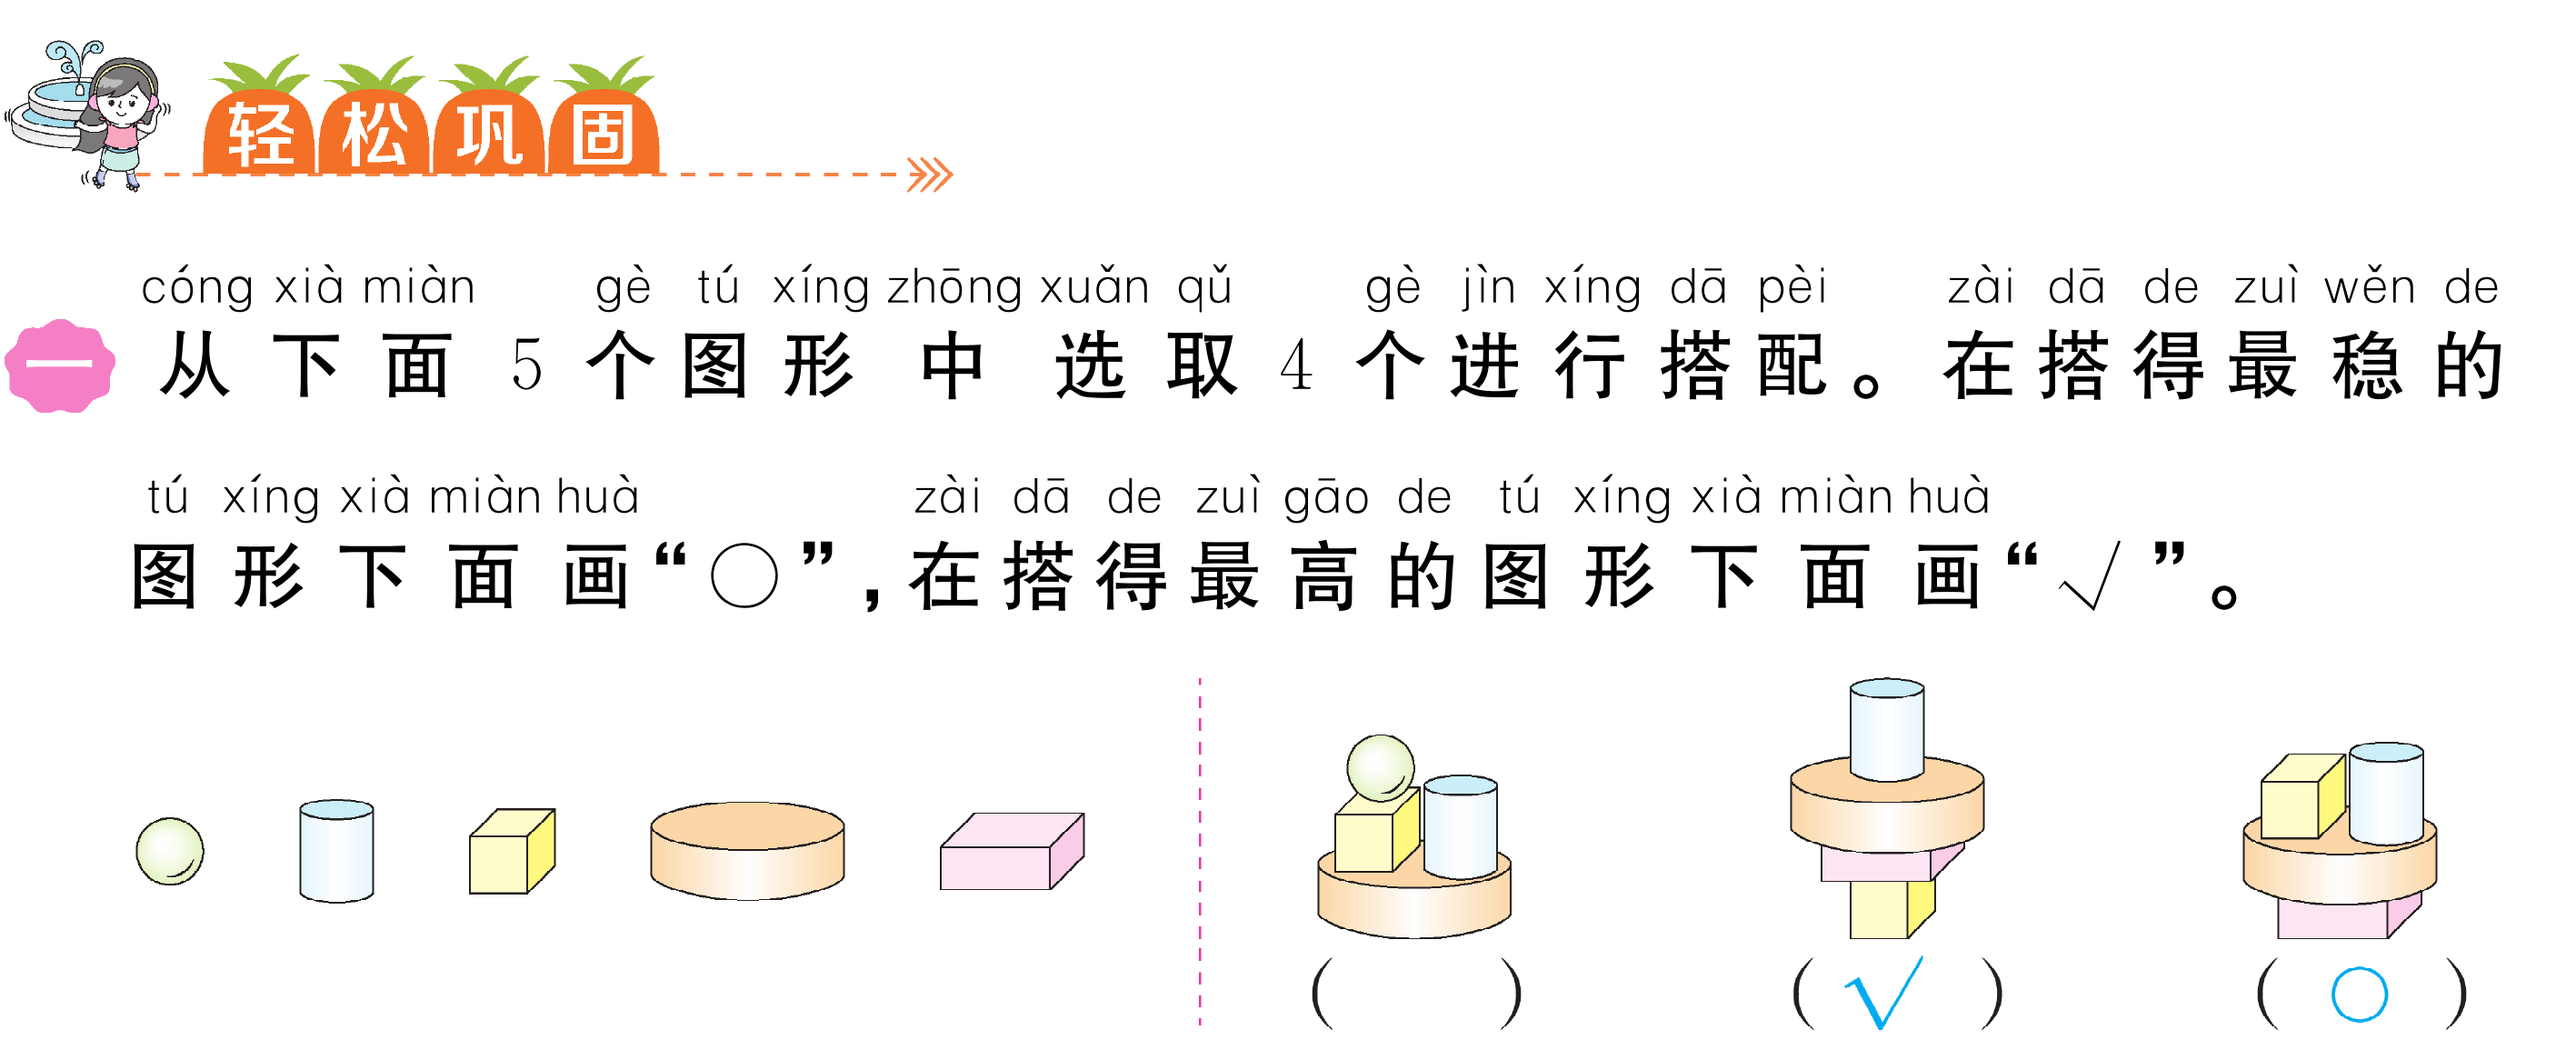 轻松巩固
cóng xià miàn gè tú xíng zhōng xuǎn qǔ gè jìn xíng dā pèi zài dā de zuì wěn de
一 从下面5个图形中选取4个进行搭配。在搭得最稳的
tú xíng xià miàn huà zài dā de zuì gāo de tú xíng xià miàn huà
图形下面画“○”,在搭得最高的图形下面画“√”。
( ) ( √ ) ( ○ )